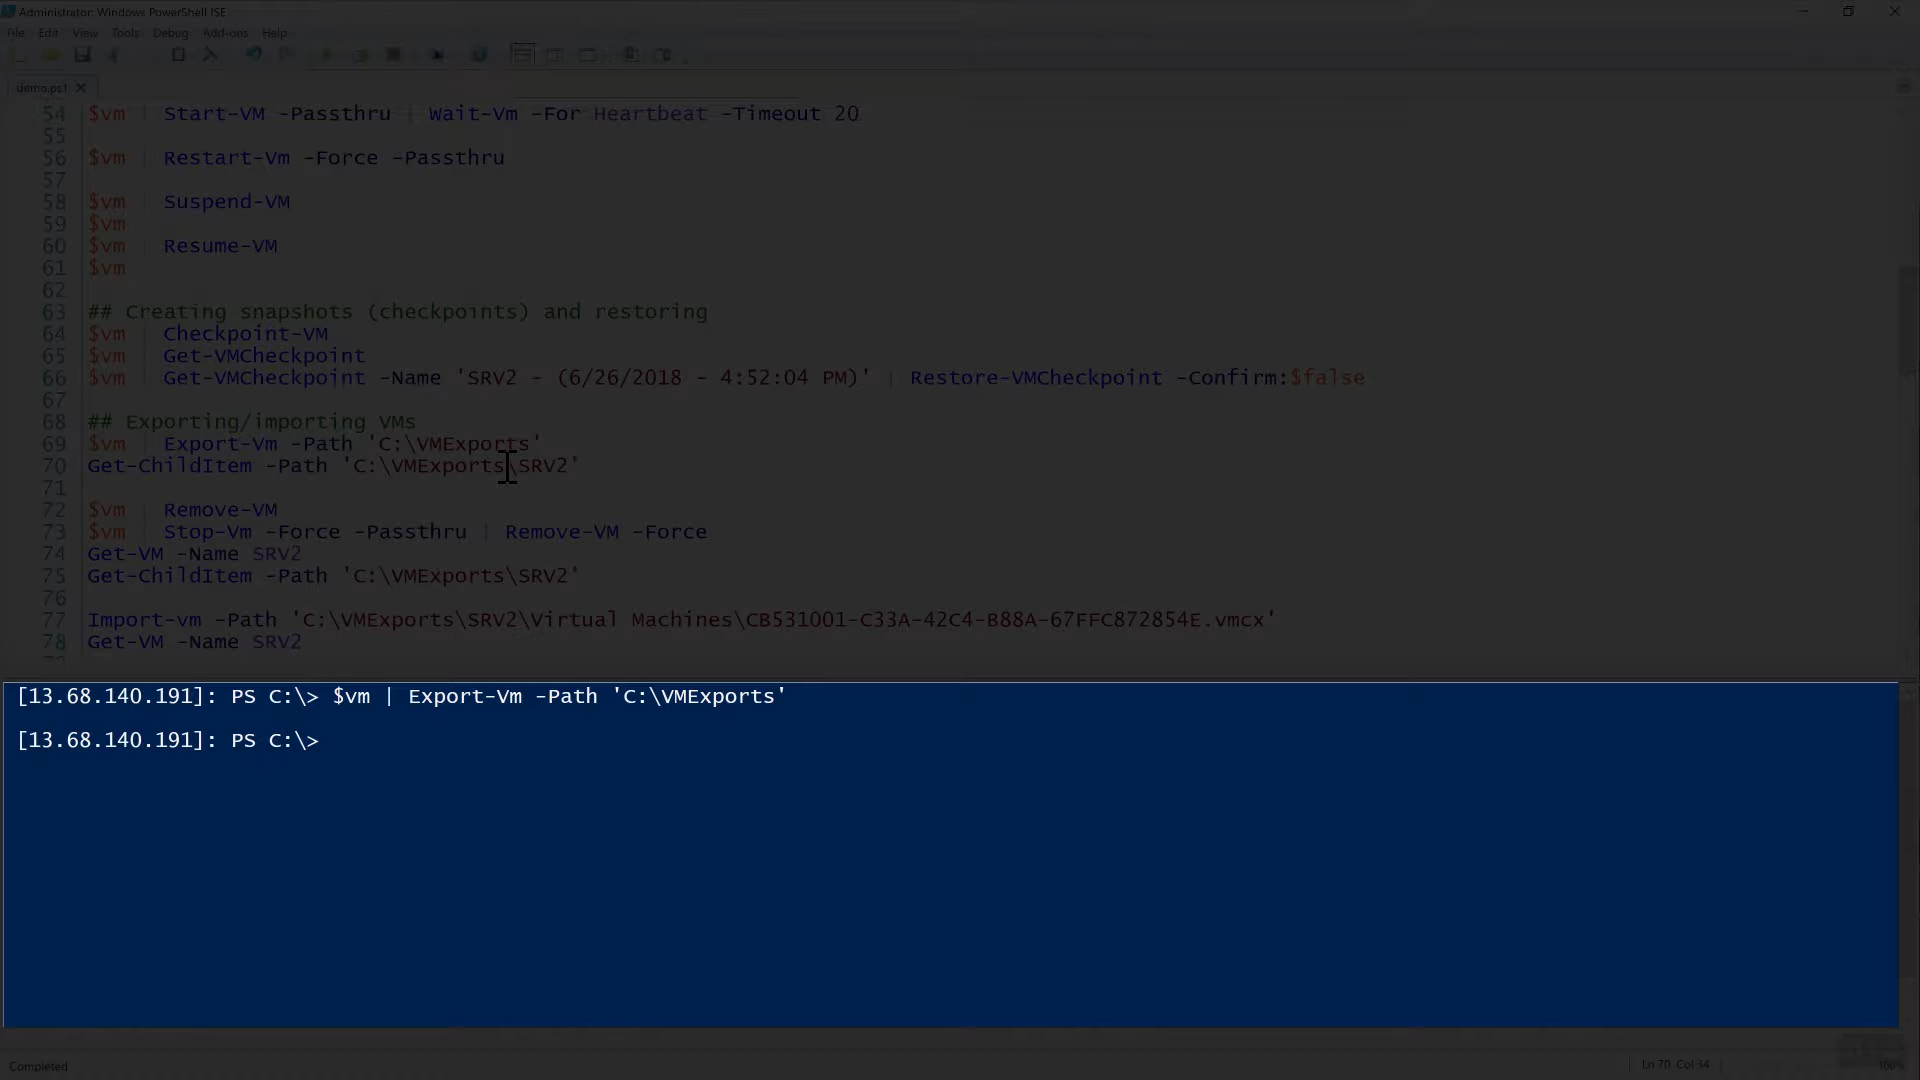 Administrator: Windows PowerShell ISE
File Edit View Tools Debug Add-ons Help
demo.ps1
54 $vm | Start-VM -Passthru | Wait-Vm -For Heartbeat -Timeout 20
55
56 $vm | Restart-Vm -Force -Passthru
57
58 $vm | Suspend-VM
59 $vm
60 $vm | Resume-VM
61 $vm
62
63 ## Creating snapshots (checkpoints) and restoring
64 $vm | Checkpoint-VM
65 $vm | Get-VMCheckpoint
66 $vm | Get-VMCheckpoint -Name 'SRV2 - (6/26/2018 - 4:52:04 PM)' | Restore-VMCheckpoint -Confirm:$false
67
68 ## Exporting/importing VMs
69 $vm | Export-Vm -Path 'C:\VMExports'
70 Get-ChildItem -Path 'C:\VMExports\SRV2'
71
72 $vm | Remove-VM
73 $vm | Stop-Vm -Force -Passthru | Remove-VM -Force
74 Get-VM -Name SRV2
75 Get-ChildItem -Path 'C:\VMExports\SRV2'
76
77 Import-vm -Path 'C:\VMExports\SRV2\Virtual Machines\CB531001-C33A-42C4-B88A-67FFC872854E.vmcx'
78 Get-VM -Name SRV2
[13.68.140.191]: PS C:\> $vm | Export-Vm -Path 'C:\VMExports'
[13.68.140.191]: PS C:\>
Completed
Ln 70 Col 34
100%